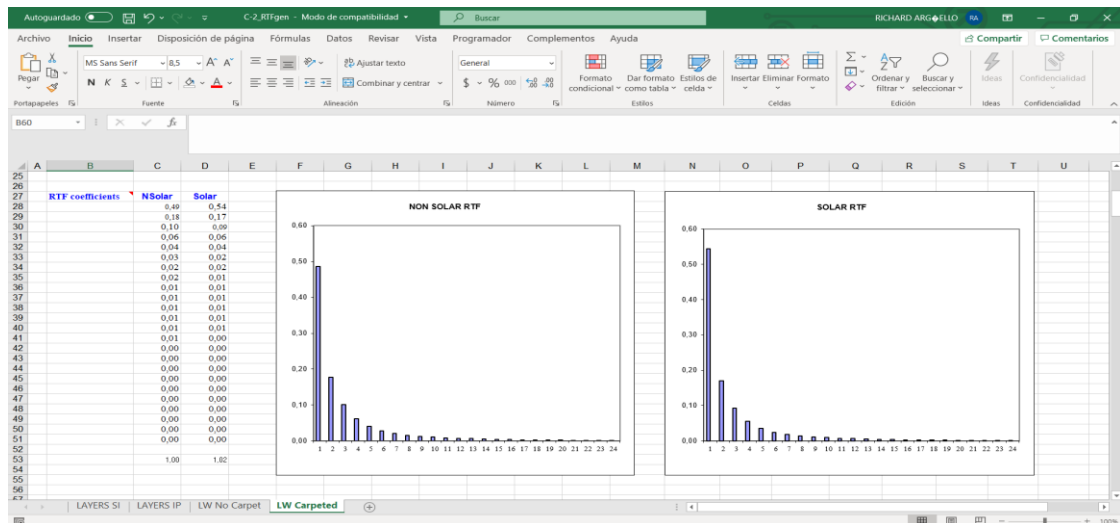 Autoguardado C-2_RTFgen - Modo de compatibilidad Buscar RICHARD ARG�ELLO RA
Archivo Inicio Insertar Disposición de página Fórmulas Datos Revisar Vista Programador Complementos Ayuda Compartir Comentarios
Pegar MS Sans Serif 8,5 A A Ajustar texto General
N K S A Combinar y centrar $ % 000
Formato condicional Dar formato como tabla Estilos de celda Insertar Eliminar Formato Ordenar y filtrar Buscar y seleccionar Ideas Confidencialidad
Portapapeles Fuente Alineación Número Estilos Celdas Edición Ideas Confidencialidad
B60 fx
A B C D E F G H I J K L M N O P Q R S T U
25
26
27 RTF coefficients NSolar Solar
28 0,49 0,54
29 0,18 0,17
30 0,10 0,09
31 0,06 0,06
32 0,04 0,04
33 0,03 0,02
34 0,02 0,02
35 0,02 0,01
36 0,01 0,01
37 0,01 0,01
38 0,01 0,01
39 0,01 0,01
40 0,01 0,01
41 0,01 0,00
42 0,00 0,00
43 0,00 0,00
44 0,00 0,00
45 0,00 0,00
46 0,00 0,00
47 0,00 0,00
48 0,00 0,00
49 0,00 0,00
50 0,00 0,00
51 0,00 0,00
52
53 1,00 1,02
54
55
56
57
NON SOLAR RTF
0,60
0,50
0,40
0,30
0,20
0,10
0,00
1 2 3 4 5 6 7 8 9 10 11 12 13 14 15 16 17 18 19 20 21 22 23 24
SOLAR RTF
0,60
0,50
0,40
0,30
0,20
0,10
0,00
1 2 3 4 5 6 7 8 9 10 11 12 13 14 15 16 17 18 19 20 21 22 23 24
LAYERS SI LAYERS IP LW No Carpet LW Carpeted
100%